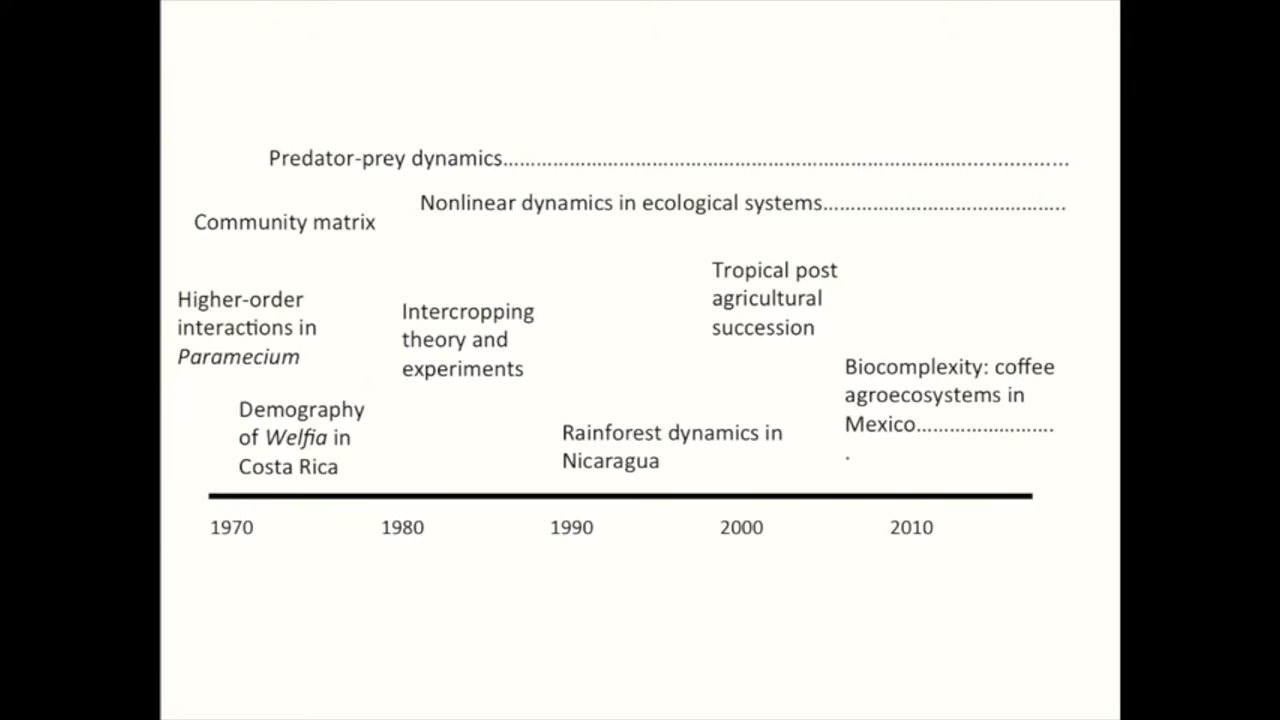 Predator-prey dynamics……………………………………………………………………
Nonlinear dynamics in ecological systems……………………………
Community matrix
Tropical post
agricultural
succession
Higher-order
interactions in
Paramecium
Intercropping
theory and
experiments
Biocomplexity: coffee
agroecosystems in
Mexico…………………
.
Demography
of Welfia in
Costa Rica
Rainforest dynamics in
Nicaragua
1970 1980 1990 2000 2010